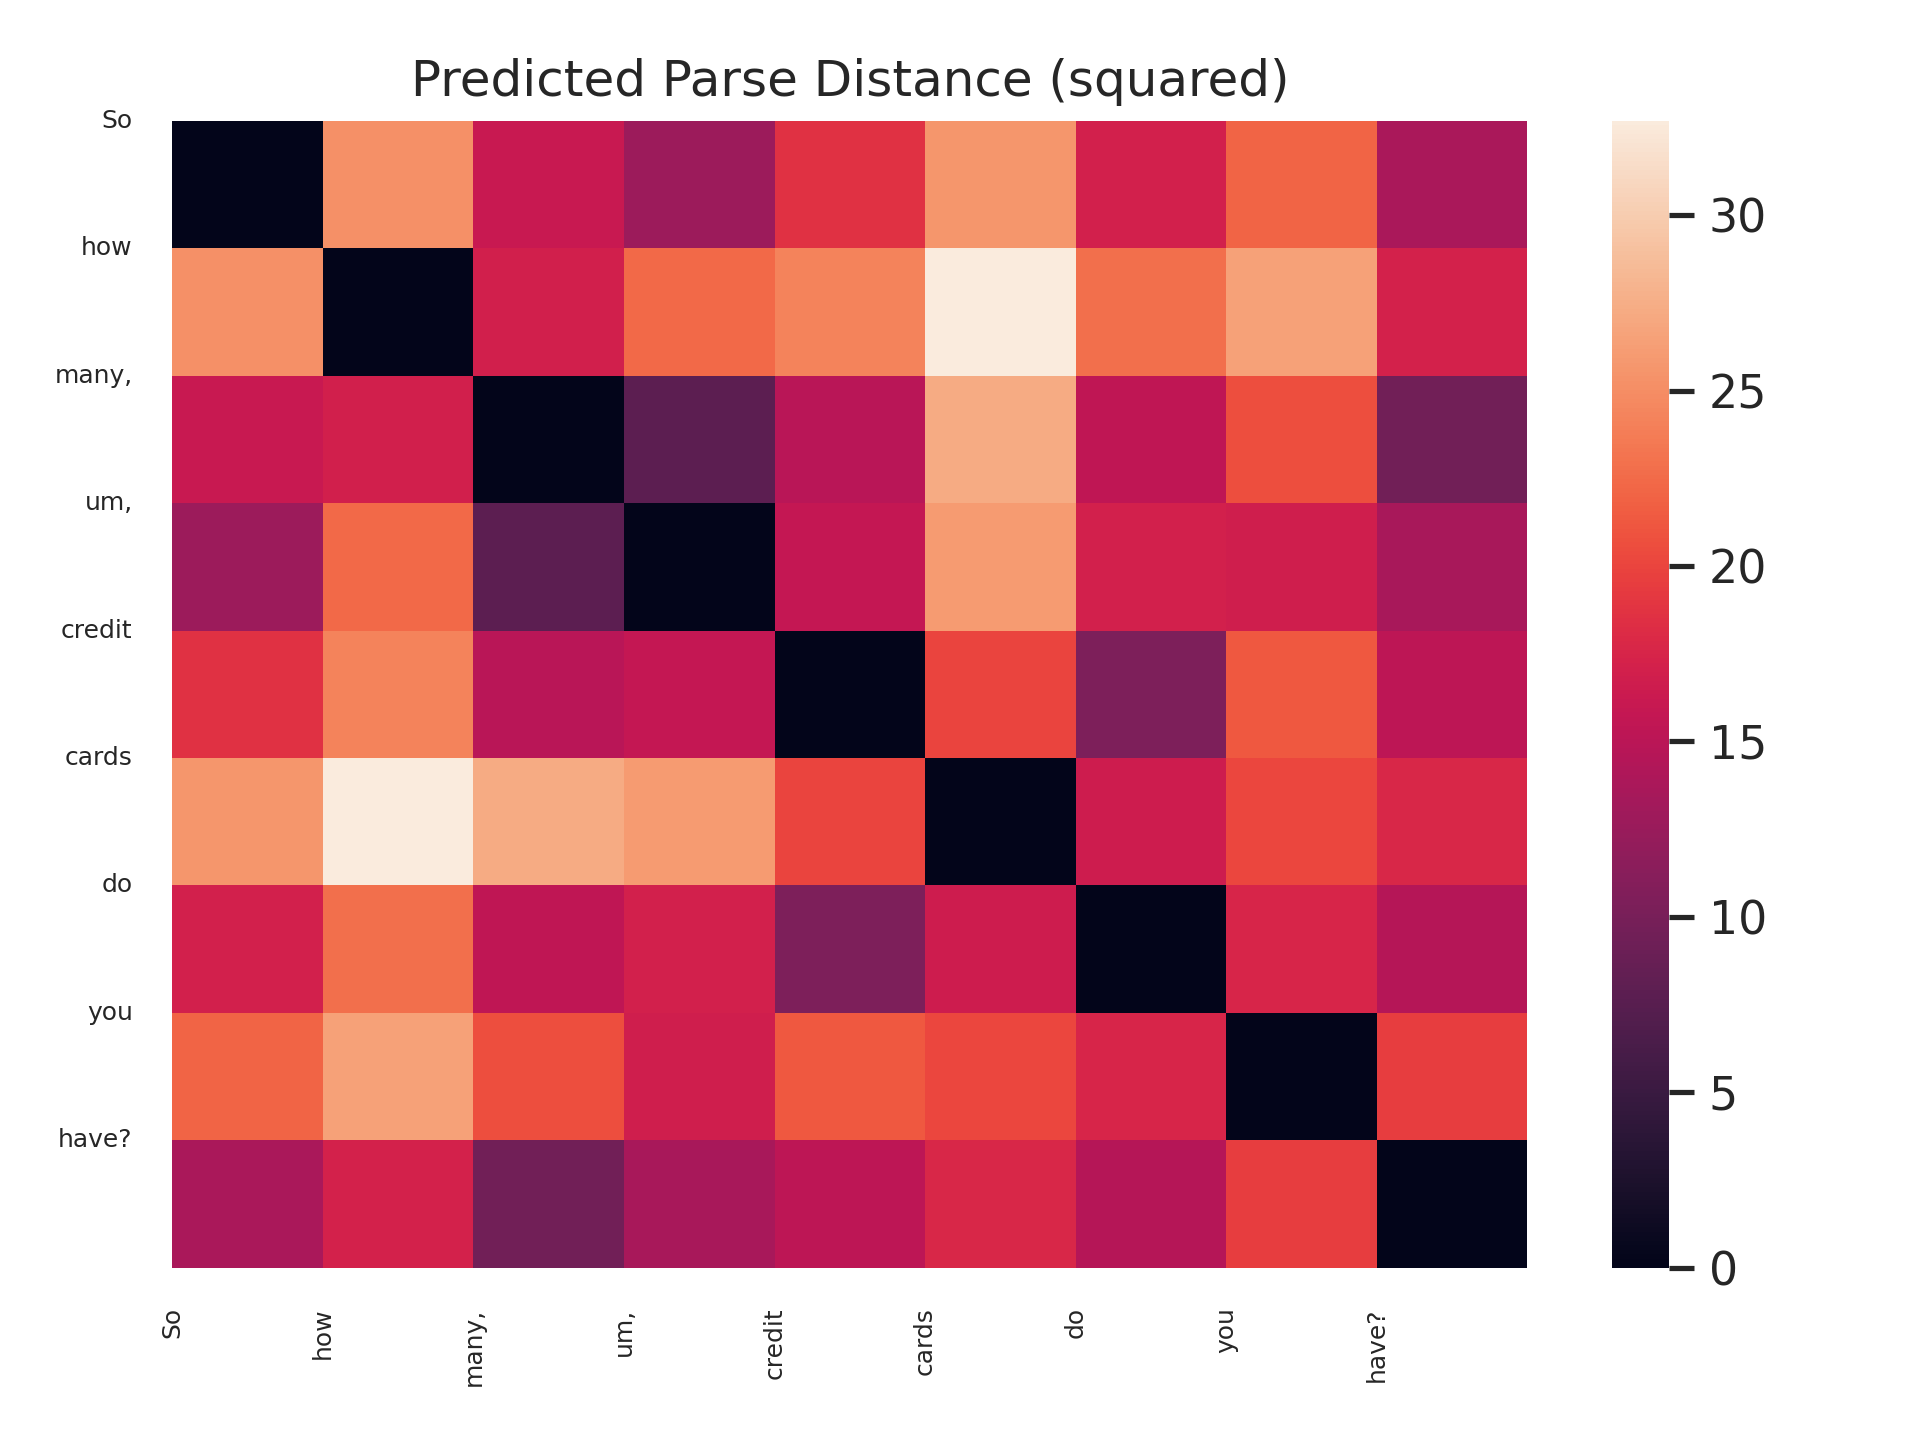 Predicted Parse Distance (squared)
So
how
many,
um,
credit
cards
do
you
have?
So
how
many,
um,
credit
cards
do
you
have?
30
25
20
15
10
5
0